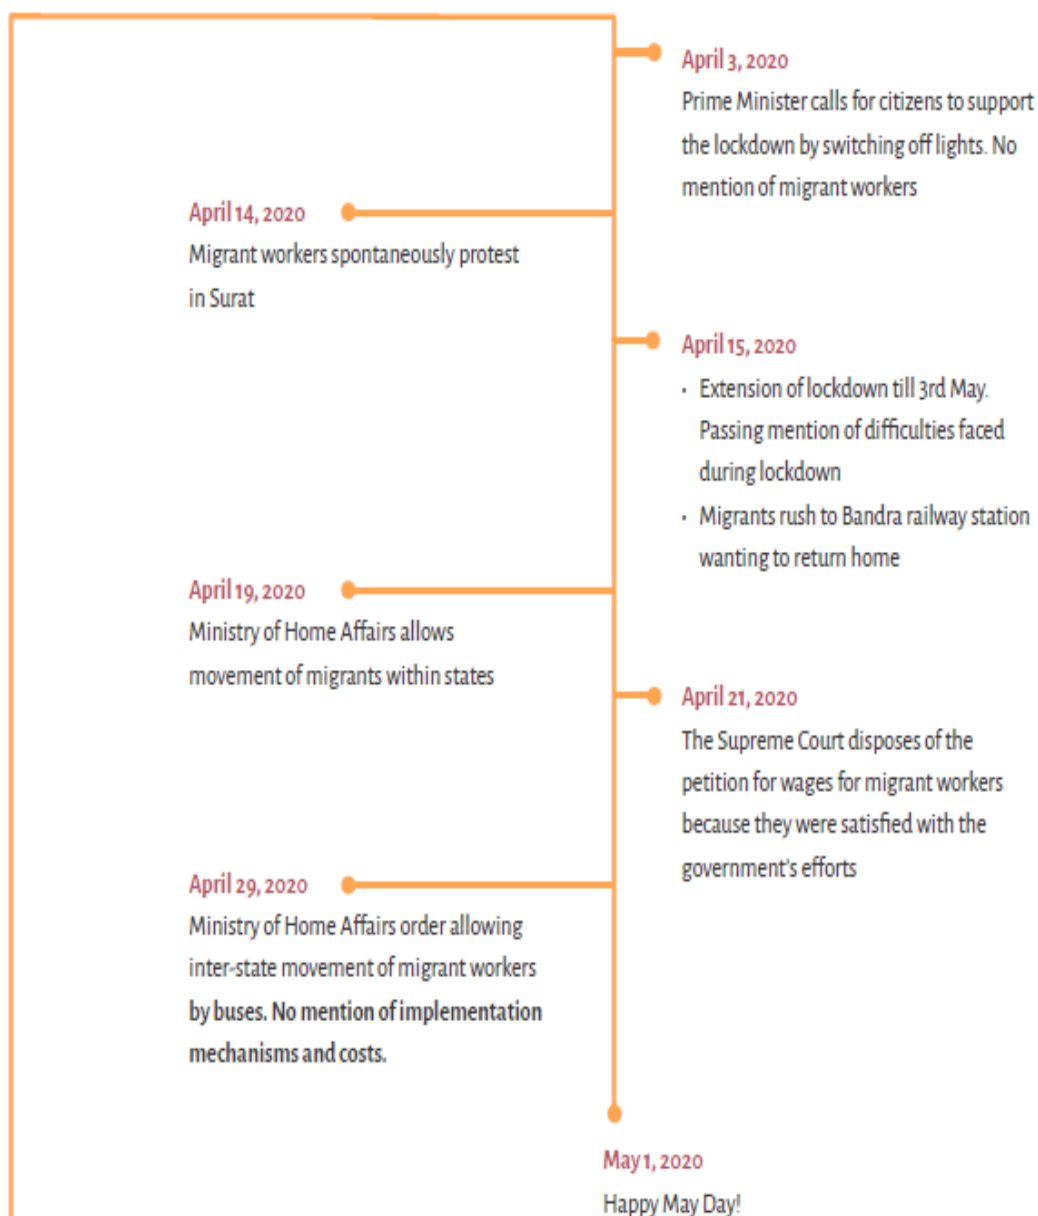 April 3, 2020
Prime Minister calls for citizens to support
the lockdown by switching off lights. No
mention of migrant workers
April 14, 2020
Migrant workers spontaneously protest
in Surat
April 15, 2020
• Extension of lockdown till 3rd May.
Passing mention of difficulties faced
during lockdown
• Migrants rush to Bandra railway station
wanting to return home
April 19, 2020
Ministry of Home Affairs allows
movement of migrants within states
April 21, 2020
The Supreme Court disposes of the
petition for wages for migrant workers
because they were satisfied with the
government's efforts
April 29, 2020
Ministry of Home Affairs order allowing
inter-state movement of migrant workers
by buses. No mention of implementation
mechanisms and costs.
May 1, 2020
Happy May Day!